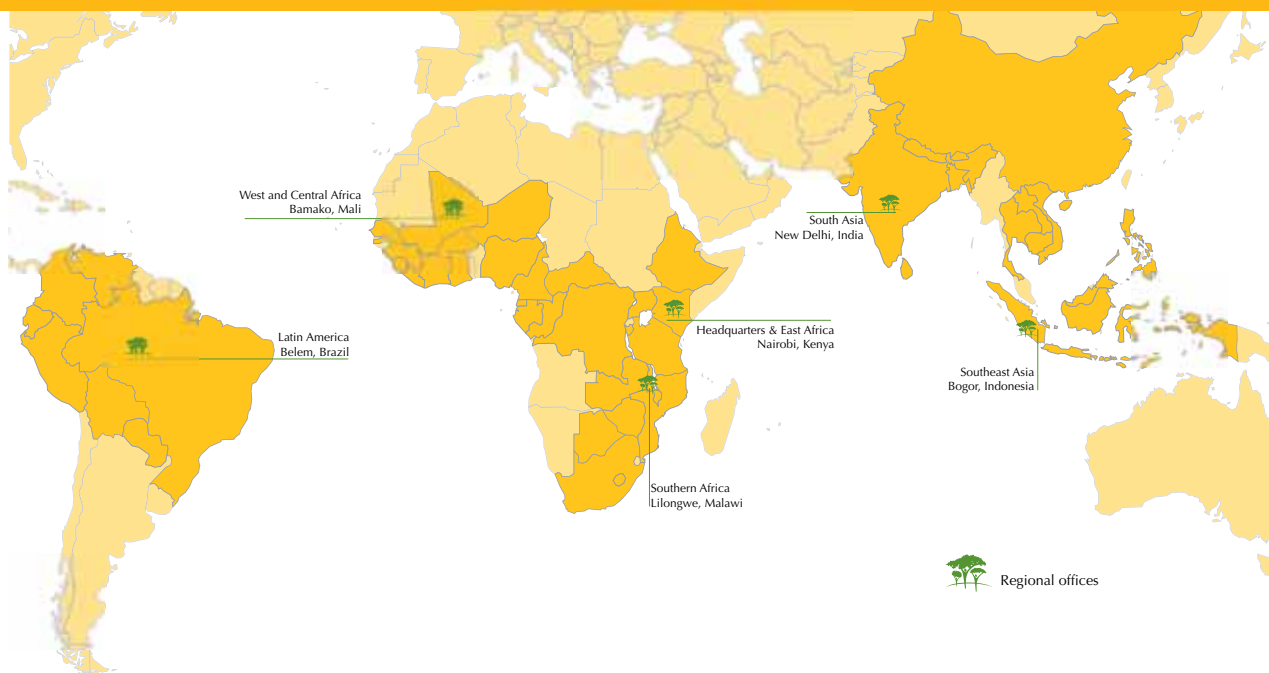 West and Central Africa
Bamako, Mali
South Asia
New Delhi, India
Latin America
Belem, Brazil
Headquarters & East Africa
Nairobi, Kenya
Southeast Asia
Bogor, Indonesia
Southern Africa
Lilongwe, Malawi
Regional offices